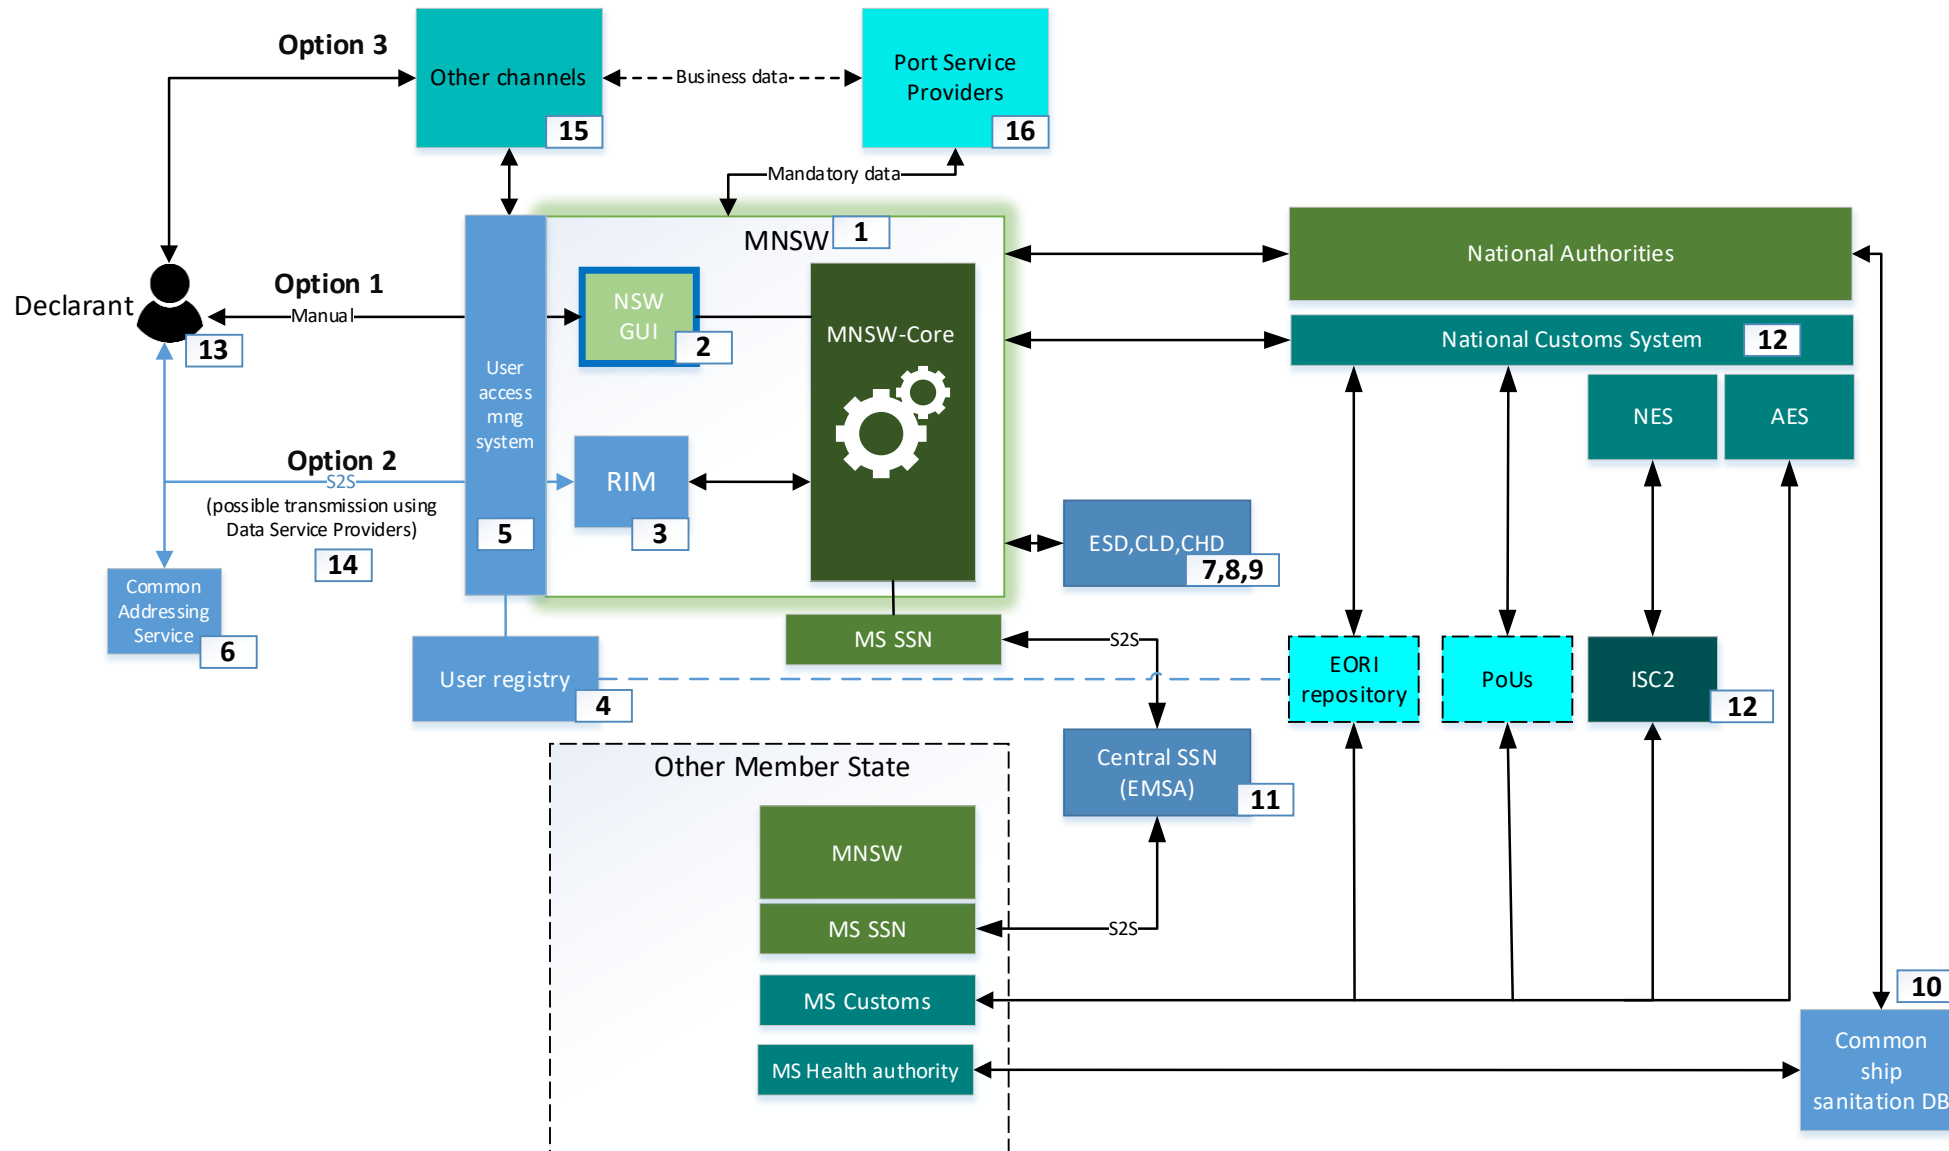 Option 3
Other channels
15
Business data
Port Service
Providers
16
Mandatory data
MNSW
1
National Authorities
Declarant
13
Option 1
Manual
NSW
GUI
2
MNSW-Core
National Customs System
12
NES
AES
User
access
mng
system
5
Option 2
S2S
(possible transmission using
Data Service Providers)
14
RIM
3
ESD,CLD,CHD
7,8,9
Common
Addressing
Service
6
User registry
4
MS SSN
S2S
EORI
repository
PoUs
ISC2
12
Central SSN
(EMSA)
11
Other Member State
MNSW
MS SSN
S2S
MS Customs
MS Health authority
10
Common
ship
sanitation DB